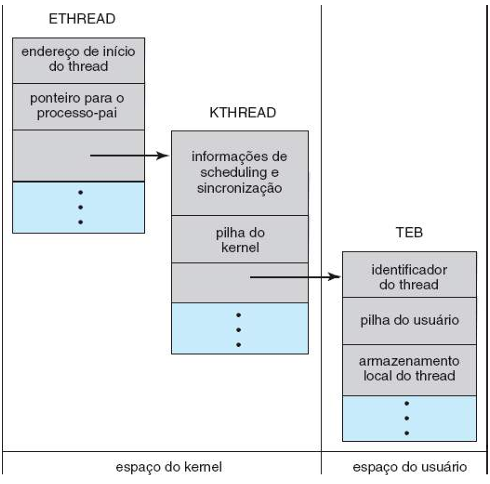 ETHREAD
endereço de início
do thread
ponteiro para o
processo-pai
KTHREAD
informações de
scheduling e
sincronização
pilha do
kernel
TEB
identificador
do thread
pilha do usuário
armazenamento
local do thread
espaço do kernel
espaço do usuário